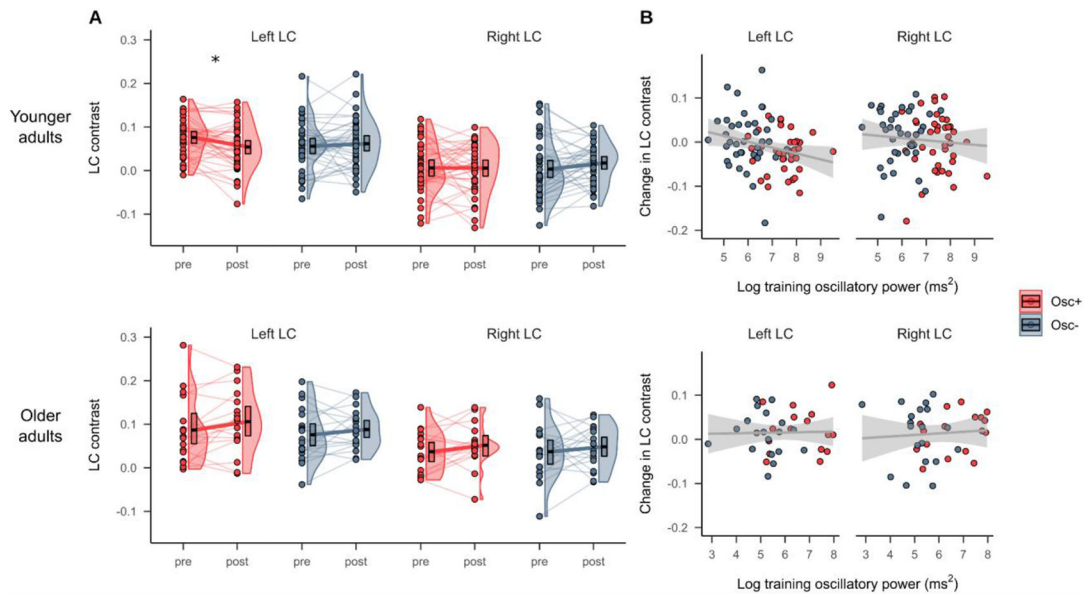 A
B
Left LC
Right LC
Left LC
Right LC
Younger
adults
LC contrast
0.3
0.2
0.1
0.0
-0.1
*
pre
post
pre
post
pre
post
pre
post
Change in LC contrast
0.1
0.0
-0.1
-0.2
5
6
7
8
9
5
6
7
8
9
Log training oscillatory power (ms²)
Osc+
Osc-
Left LC
Right LC
Left LC
Right LC
Older
adults
LC contrast
0.3
0.2
0.1
0.0
-0.1
pre
post
pre
post
pre
post
pre
post
Change in LC contrast
0.1
0.0
-0.1
-0.2
3
4
5
6
7
8
3
4
5
6
7
8
Log training oscillatory power (ms²)